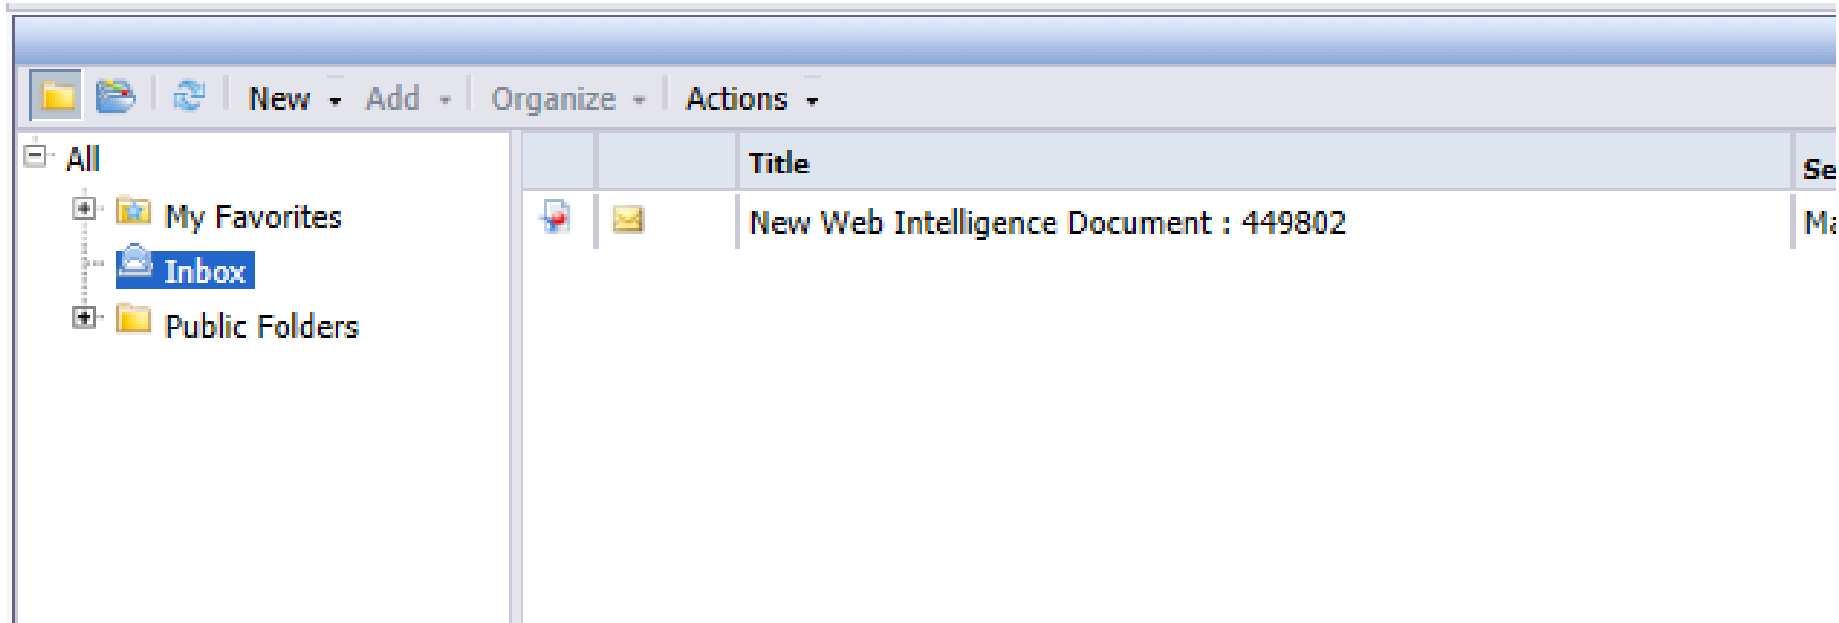 New Add Organize Actions
All
My Favorites
Inbox
Public Folders
Title
New Web Intelligence Document : 449802